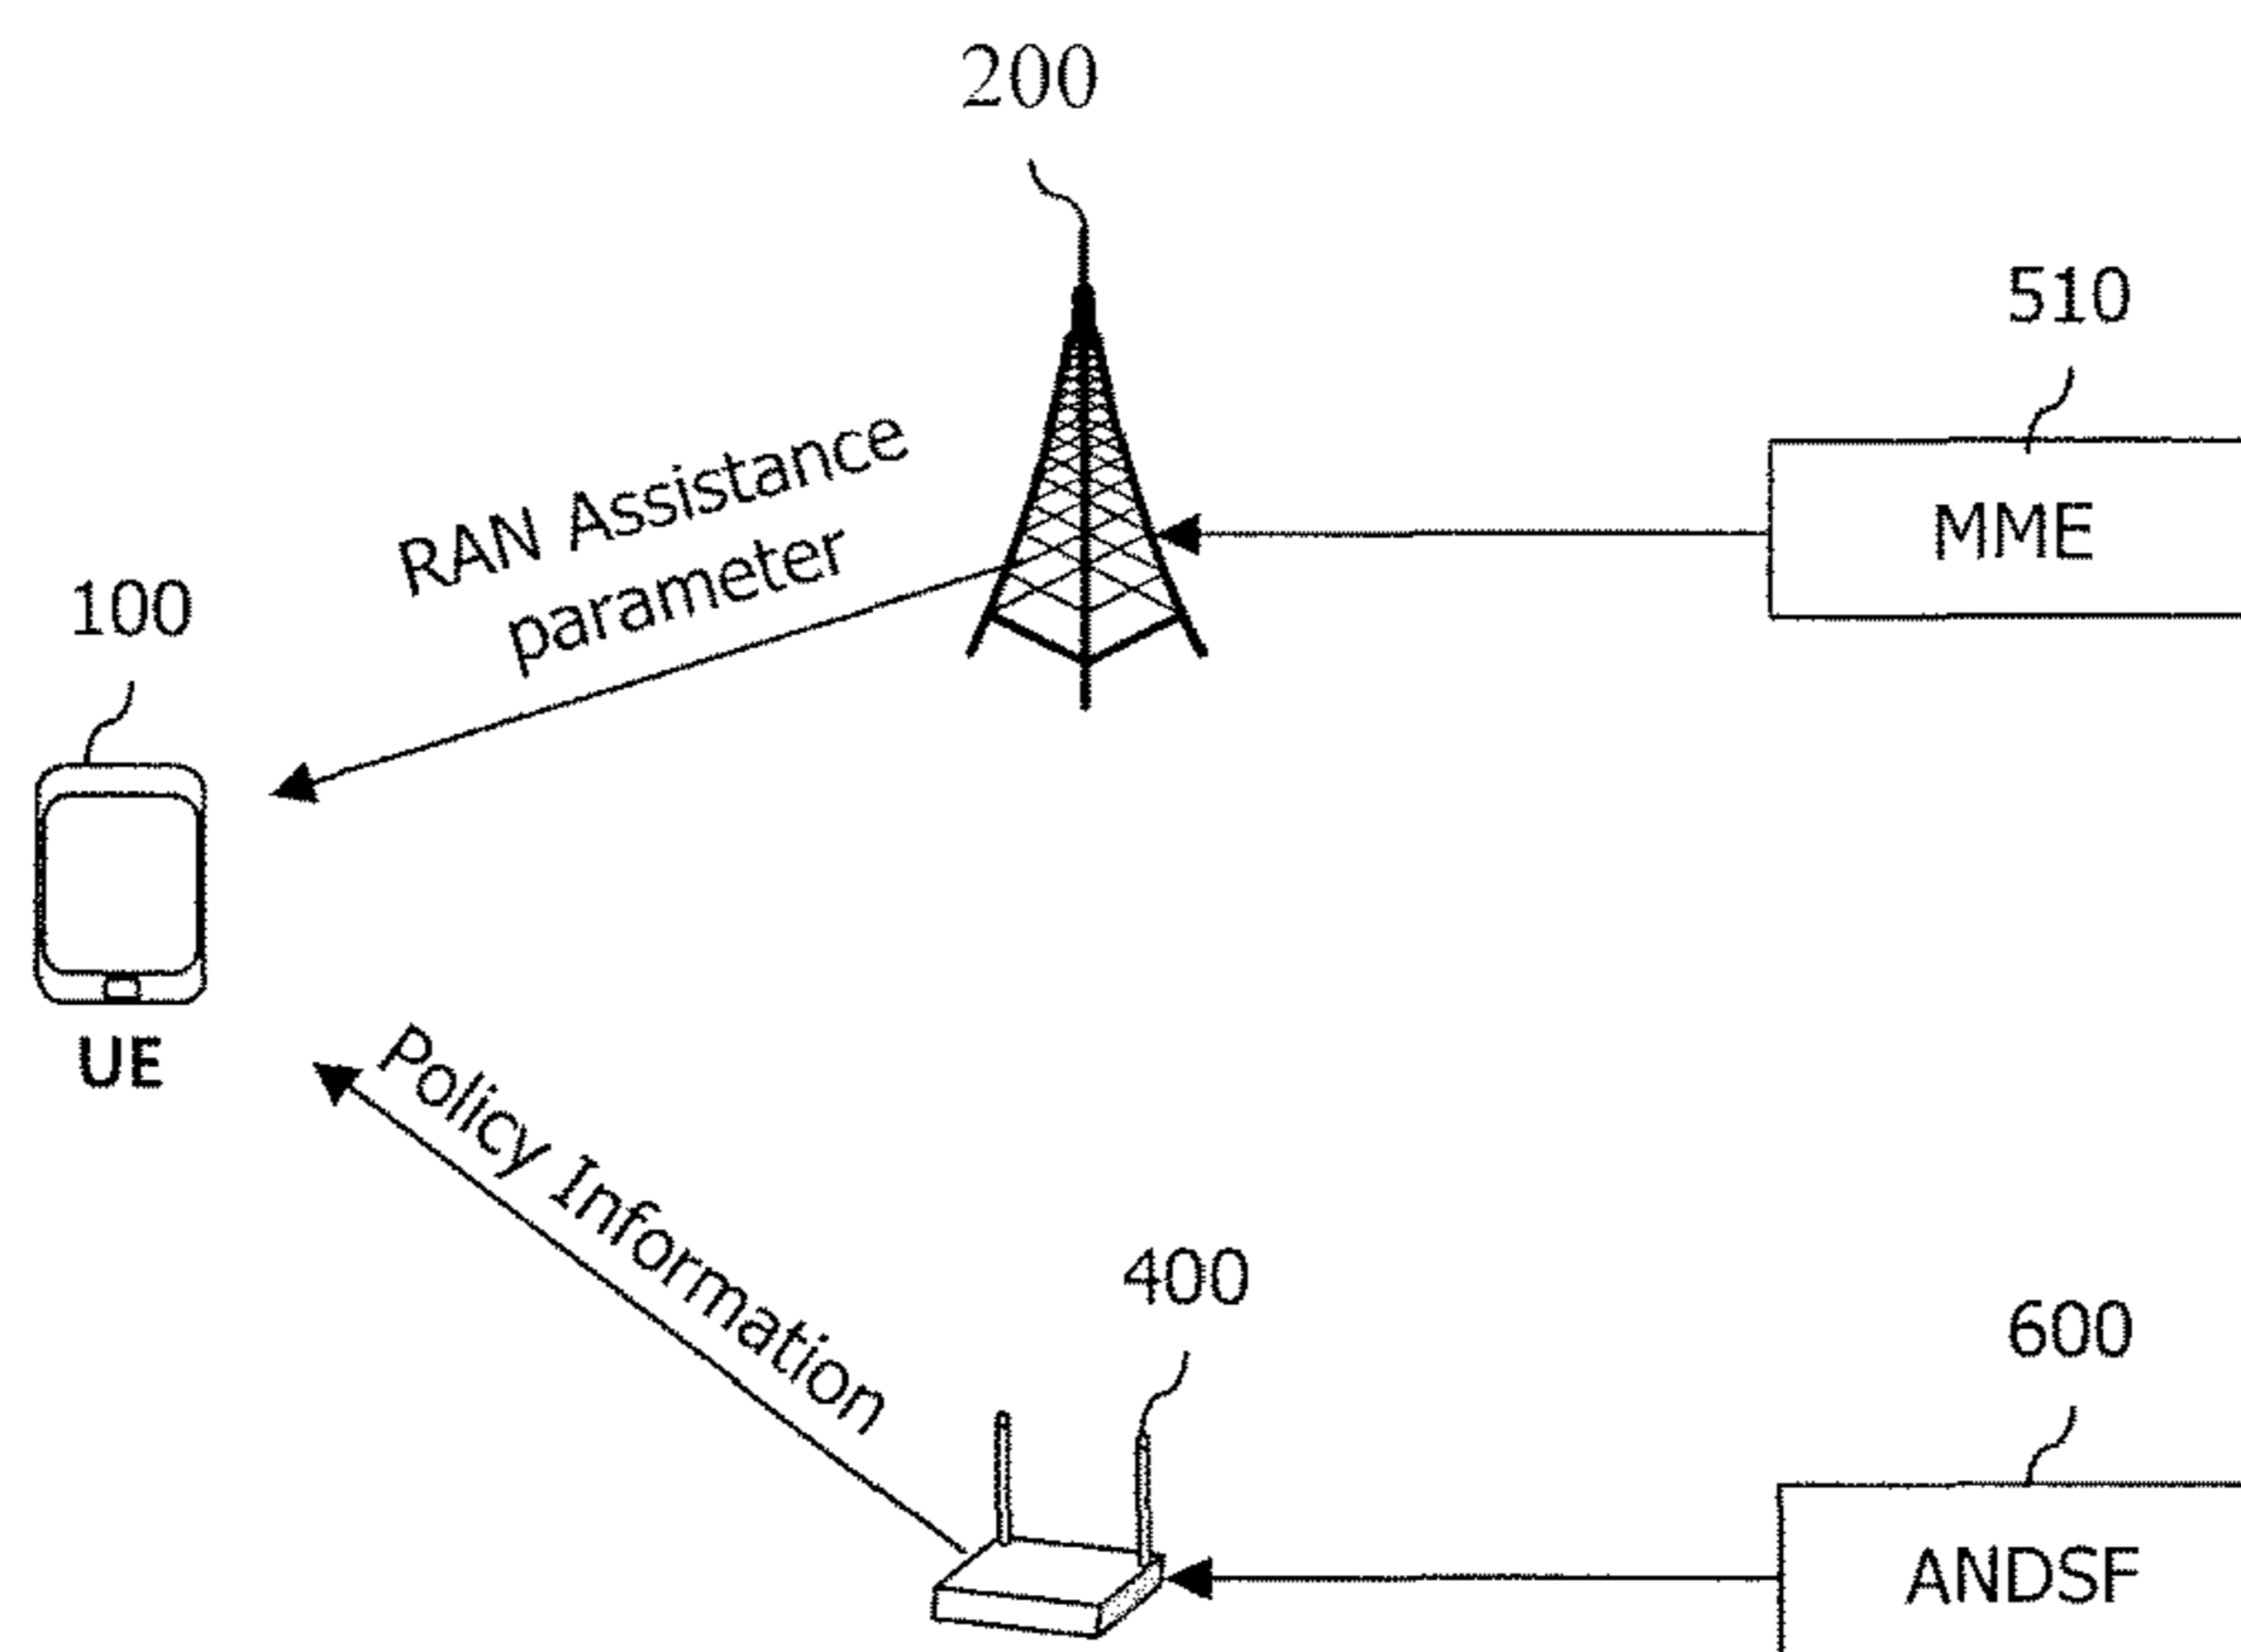 200
510
MME
RAN Assistance
parameter
100
UE
Policy Information
400
600
ANDSF